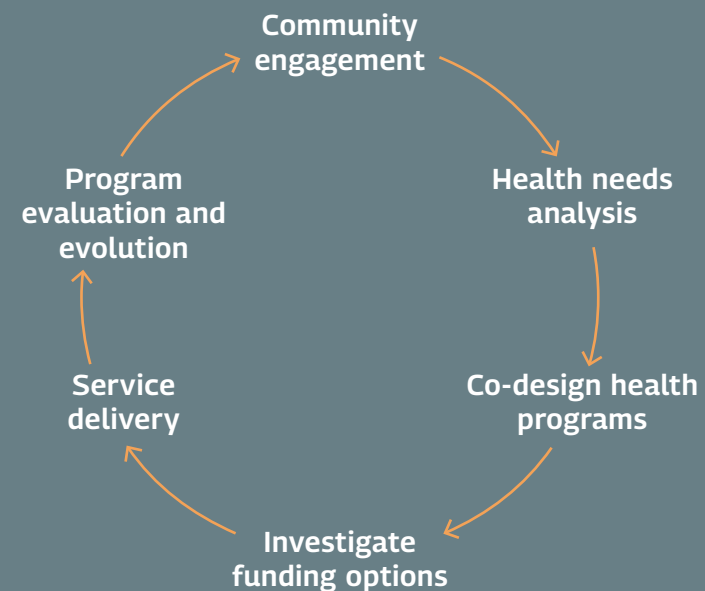 Community
engagement
Health needs
analysis
Co-design health
programs
Investigate
funding options
Service
delivery
Program
evaluation and
evolution